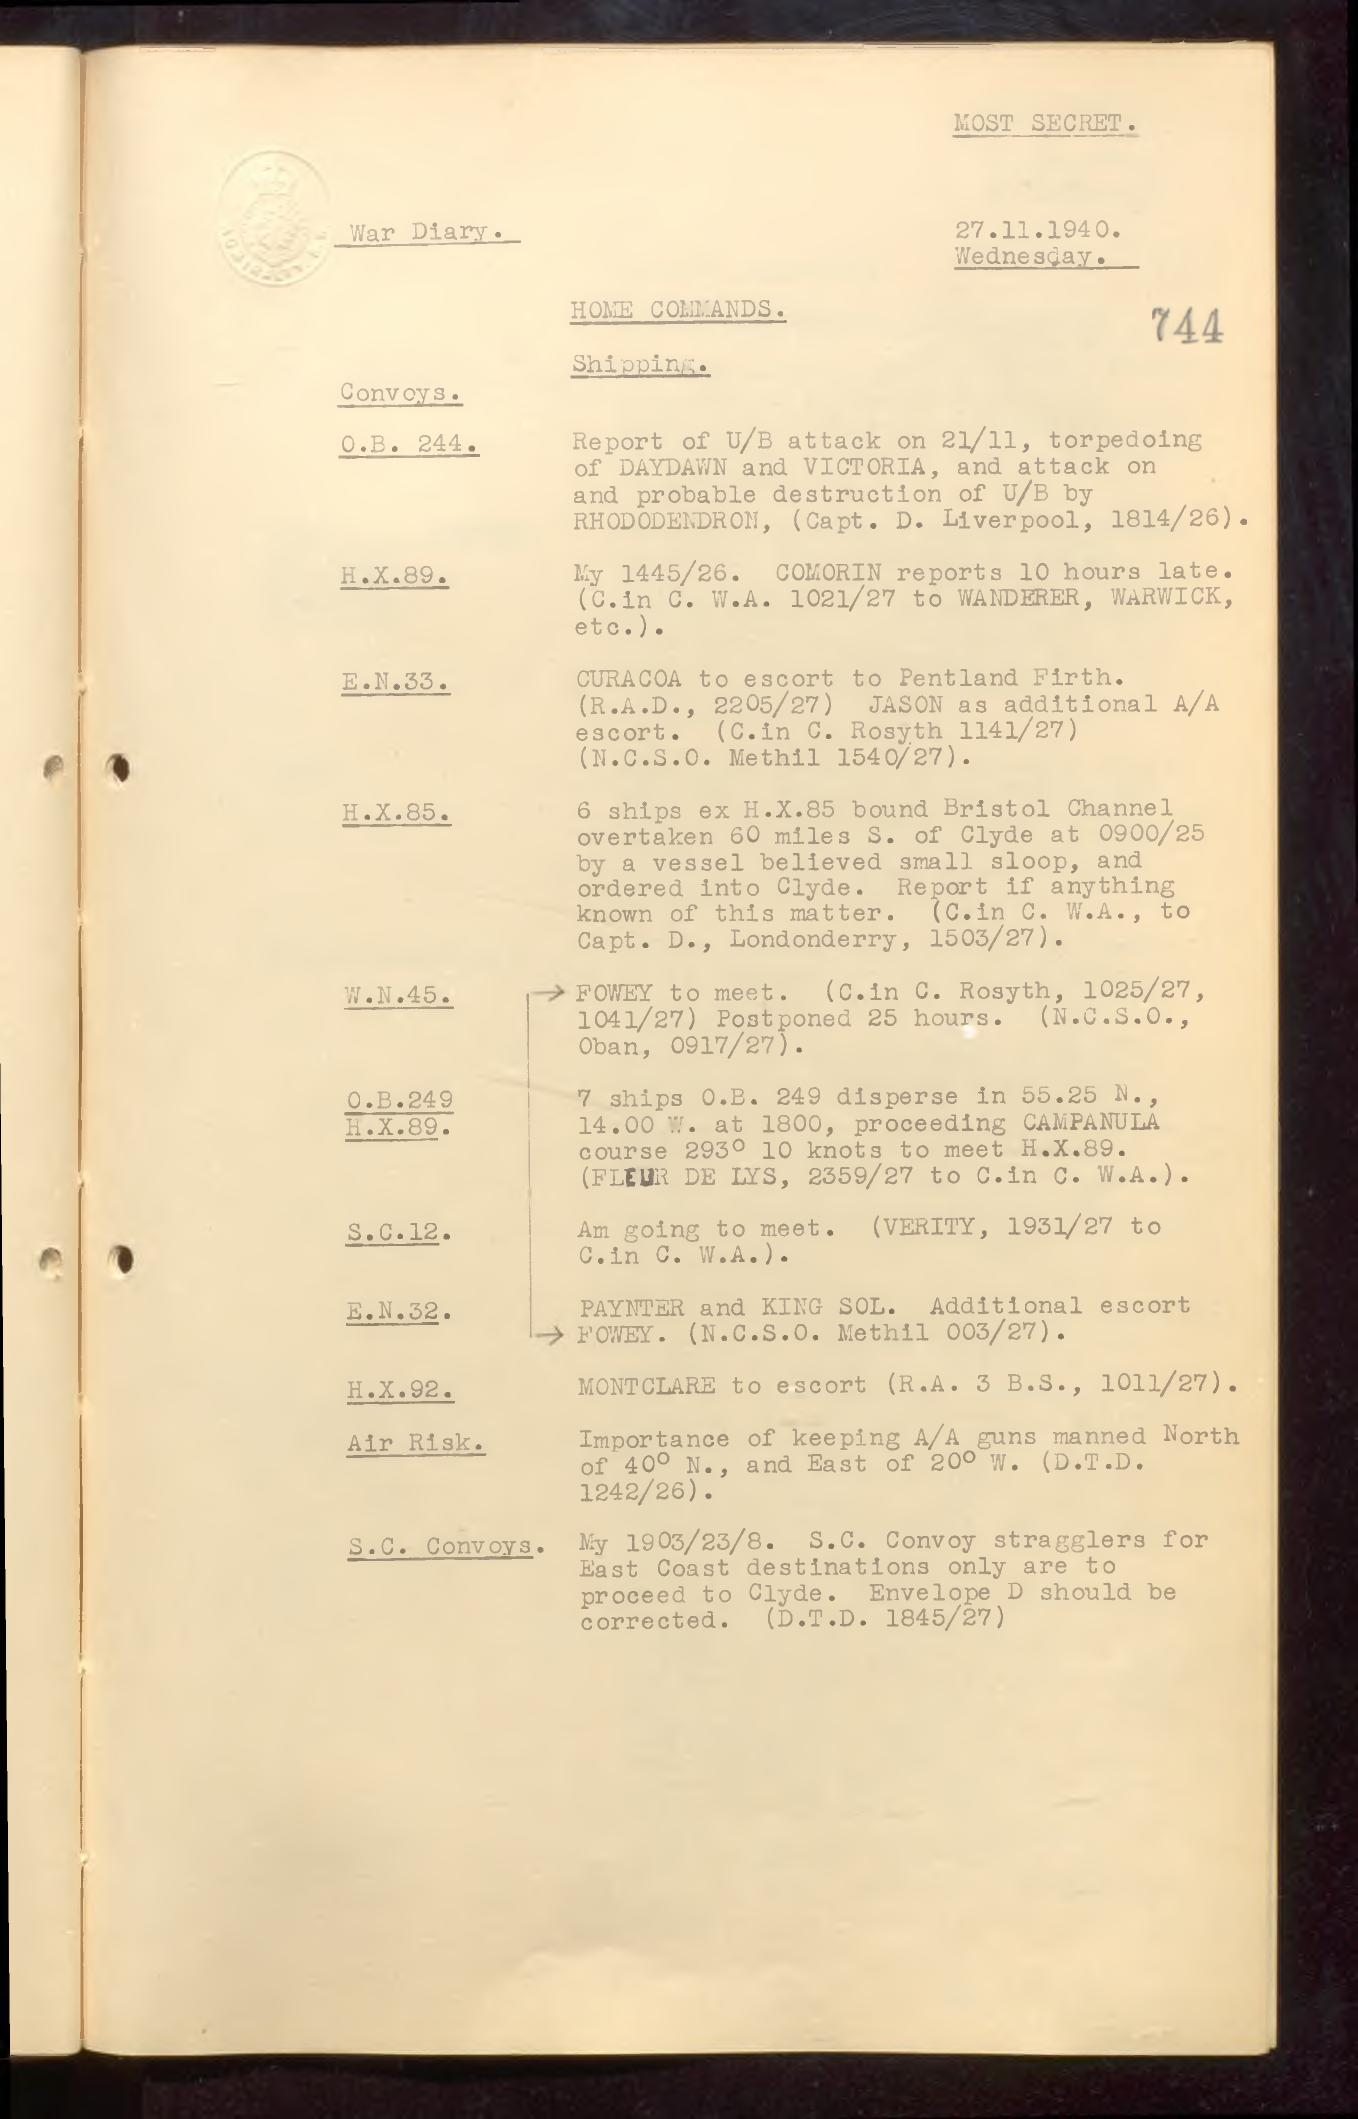 MOST SECRET.
War Diary.
27.11.1940.
Wednesday.
HOME COMMANDS.
744
Shipping.
Convoys.
O.B. 244.
Report of U/B attack on 21/11, torpedoing
of DAYDAWN and VICTORIA, and attack on
and probable destruction of U/B by
RHODODENDRON, (Capt. D. Liverpool, 1814/26).
H.X.89.
My 1445/26. COMORIN reports 10 hours late.
(C.in C. W.A. 1021/27 to WANDERER, WARWICK,
etc.).
E.N.33.
CURACOA to escort to Pentland Firth.
(R.A.D., 2205/27) JASON as additional A/A
escort. (C.in C. Rosyth 1141/27)
(N.C.S.O. Methil 1540/27).
H.X.85.
6 ships ex H.X.85 bound Bristol Channel
overtaken 60 miles S. of Clyde at 0900/25
by a vessel believed small sloop, and
ordered into Clyde. Report if anything
known of this matter. (C.in C. W.A., to
Capt. D., Londonderry, 1503/27).
W.N.45.
→ FOWEY to meet. (C.in C. Rosyth, 1025/27,
1041/27) Postponed 25 hours. (N.C.S.O.,
Oban, 0917/27).
O.B.249
H.X.89.
7 ships O.B. 249 disperse in 55.25 N.,
14.00 W. at 1800, proceeding CAMPANULA
course 293° 10 knots to meet H.X.89.
(FLEUR DE LYS, 2359/27 to C.in C. W.A.).
S.C.12.
Am going to meet. (VERITY, 1931/27 to
C.in C. W.A.).
E.N.32.
PAYNTER and KING SOL. Additional escort
→ FOWEY. (N.C.S.O. Methil 003/27).
H.X.92.
MONTCLARE to escort (R.A. 3 B.S., 1011/27).
Air Risk.
Importance of keeping A/A guns manned North
of 40° N., and East of 20° W. (D.T.D.
1242/26).
S.C. Convoys.
My 1903/23/8. S.C. Convoy stragglers for
East Coast destinations only are to
proceed to Clyde. Envelope D should be
corrected. (D.T.D. 1845/27)